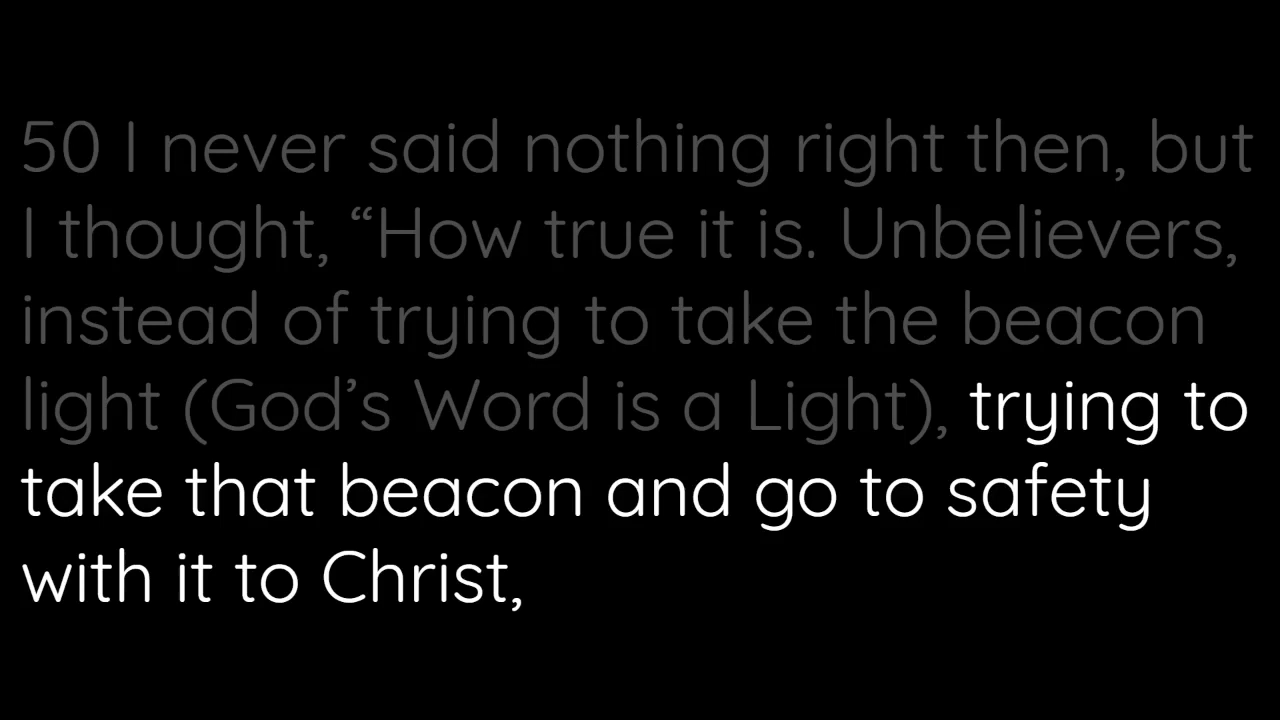 50 I never said nothing right then, but
I thought, “How true it is. Unbelievers,
instead of trying to take the beacon
light (God’s Word is a Light), trying to
take that beacon and go to safety
with it to Christ,